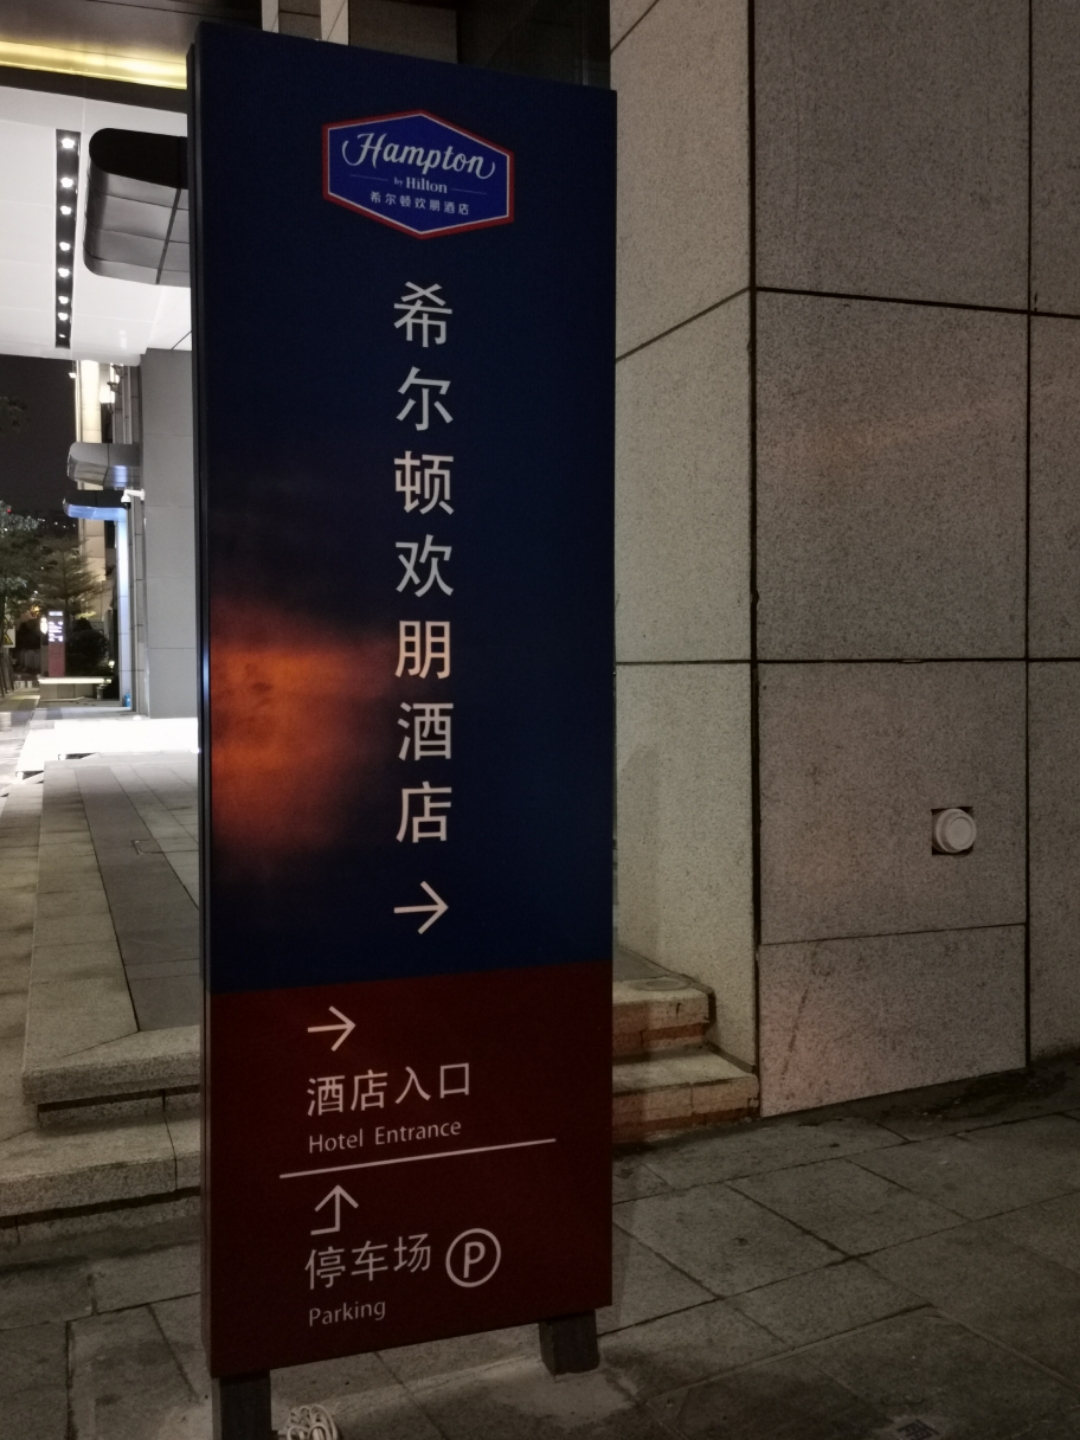 Hampton
by Hilton
希尔顿欢朋酒店
希尔顿欢朋酒店
→
→
酒店入口
Hotel Entrance
停车场 P
Parking